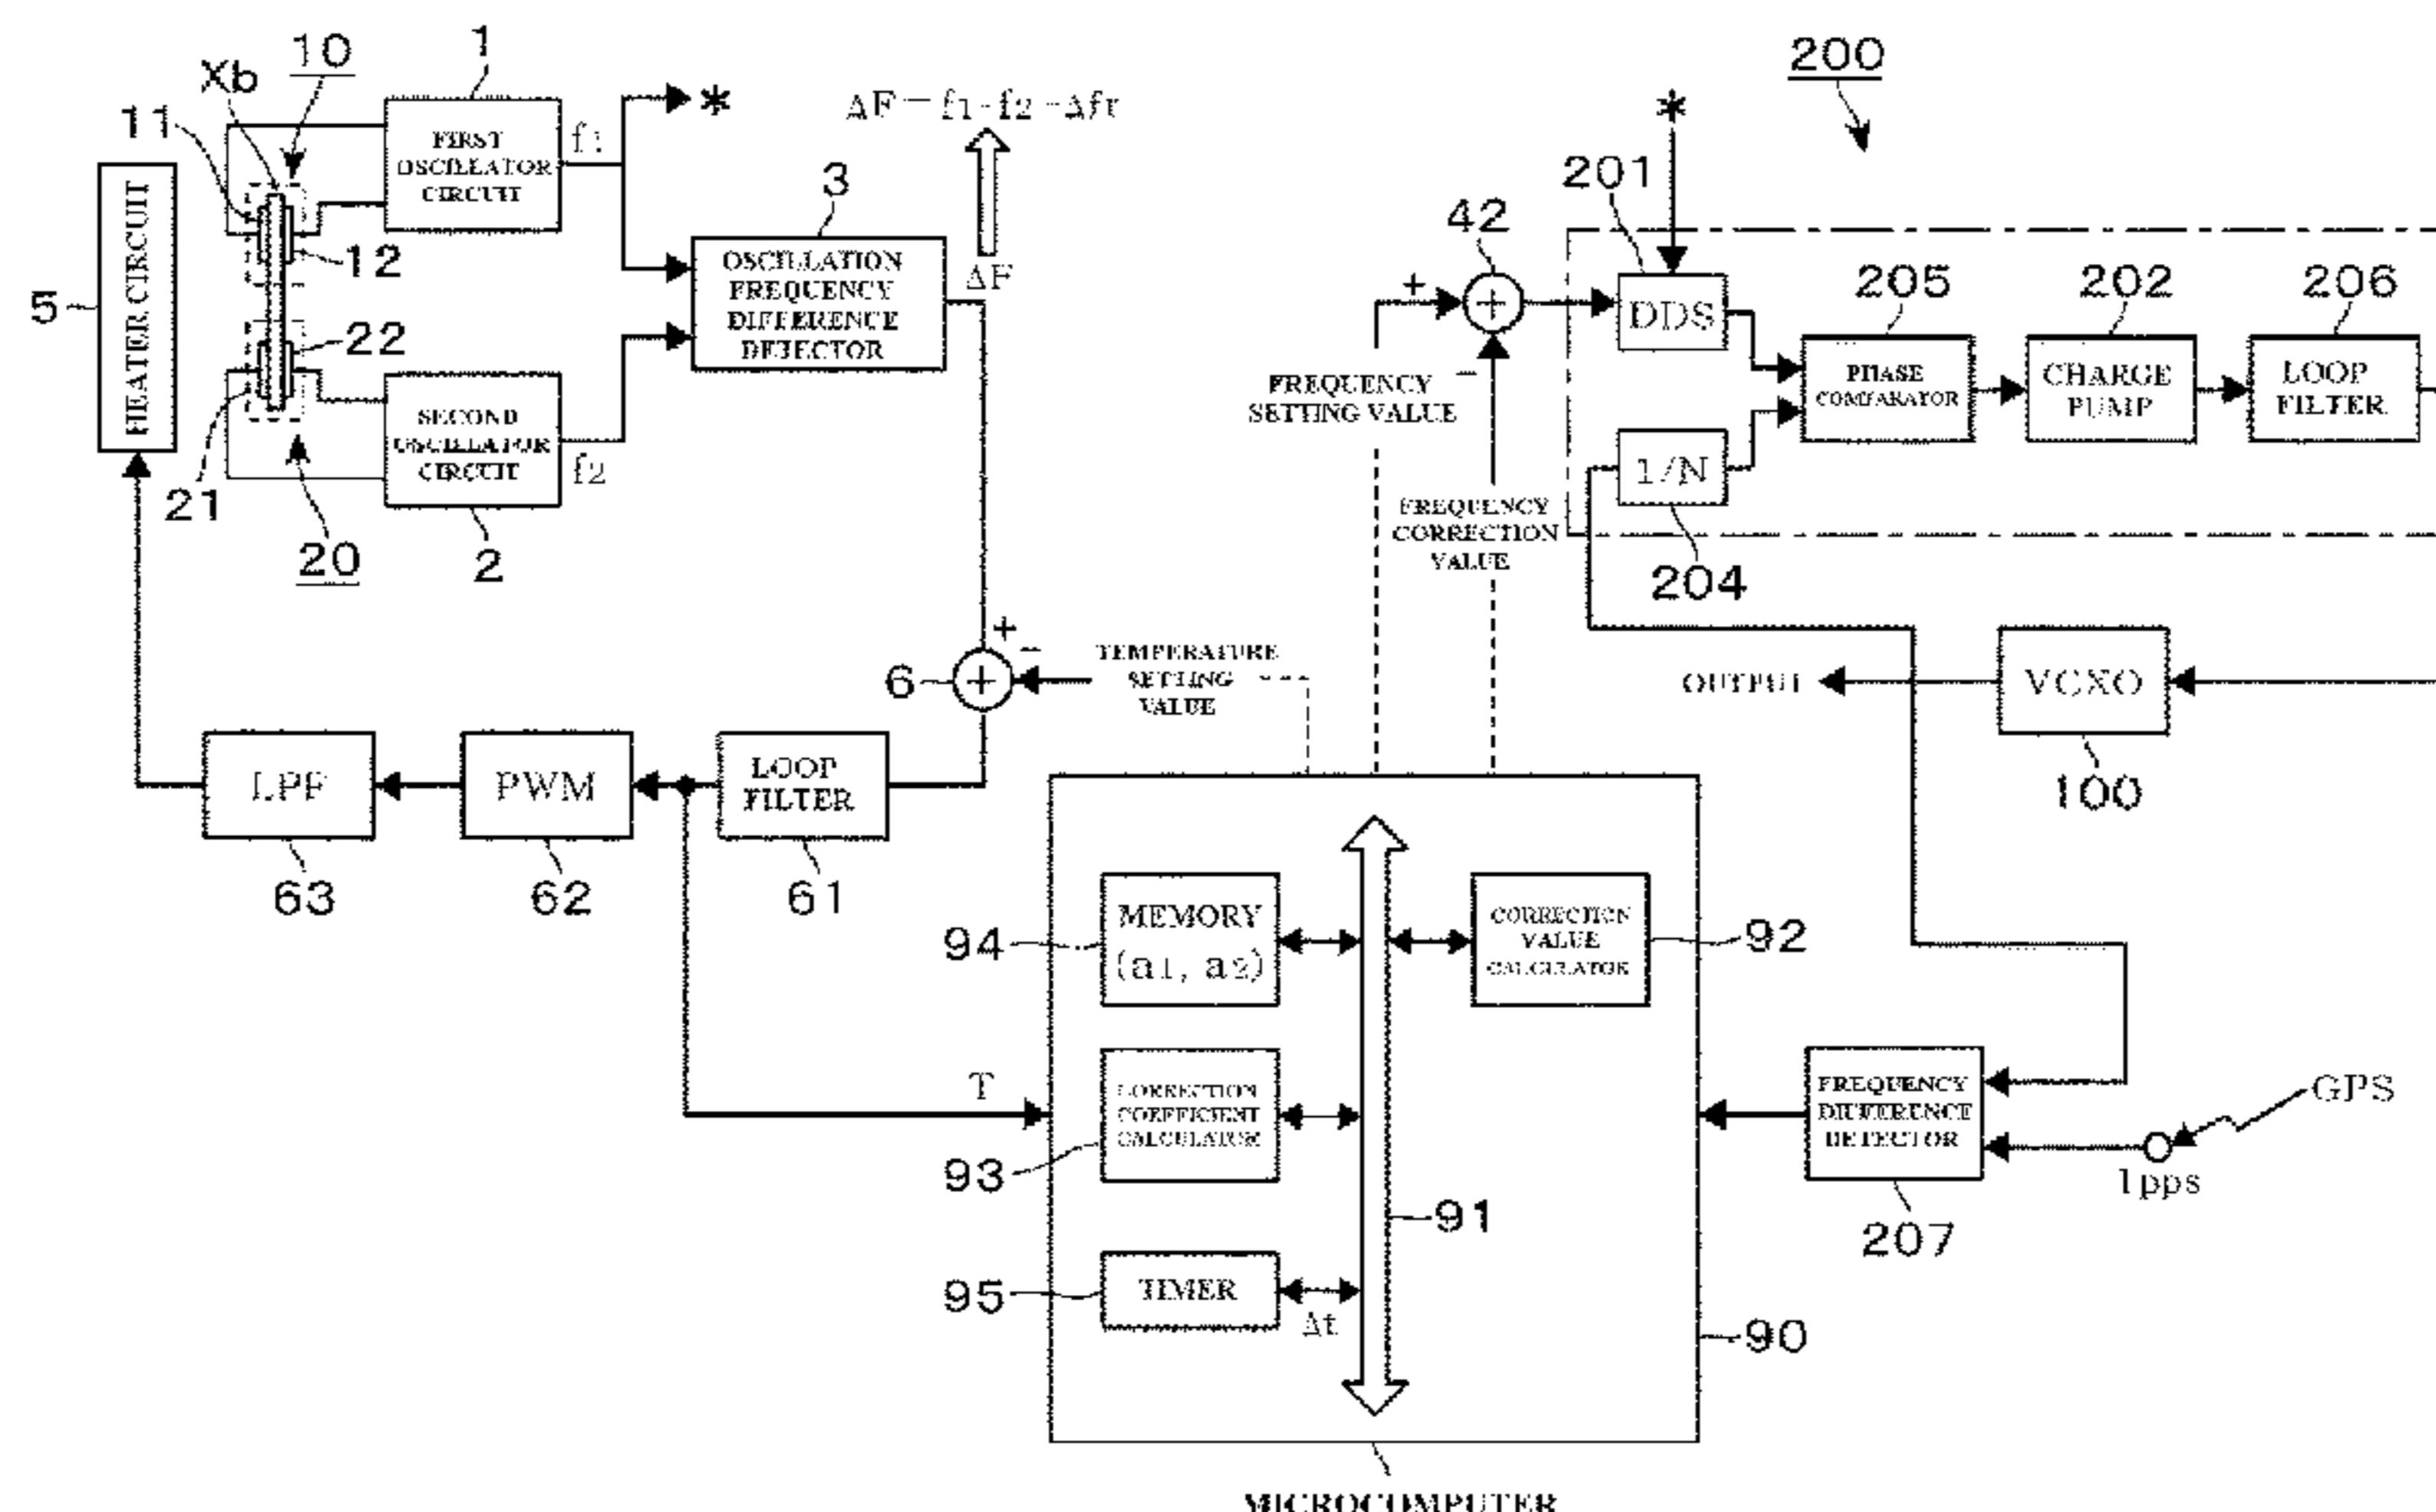 10
1
200
Xb
*
ΔF = f1-f2-Δfr
*
11
FIRST
OSCILLATOR
CIRCUIT
f1
201
HEATER CIRCUIT
3
42
12
OSCILLATION
FREQUENCY
DIFFERENCE
DETECTOR
ΔF
+
+
DDS
205
202
206
5
22
FREQUENCY
SETTING VALUE
−
PHASE
COMPARATOR
CHARGE
PUMP
LOOP
FILTER
SECOND
OSCILLATOR
CIRCUIT
f2
1/N
21
FREQUENCY
CORRECTION
VALUE
20
2
204
+
−
TEMPERATURE
SETTING
VALUE
6
+
OUTPUT
VCXO
LPF
PWM
LOOP
FILTER
100
63
62
61
MEMORY
(a1, a2)
94
CORRECTION
VALUE
CALCULATOR
92
T
CORRECTION
COEFFICIENT
CALCULATOR
93
FREQUENCY
DIFFERENCE
DETECTOR
GPS
1pps
91
207
95
TIMER
Δt
90
MICROCOMPUTER